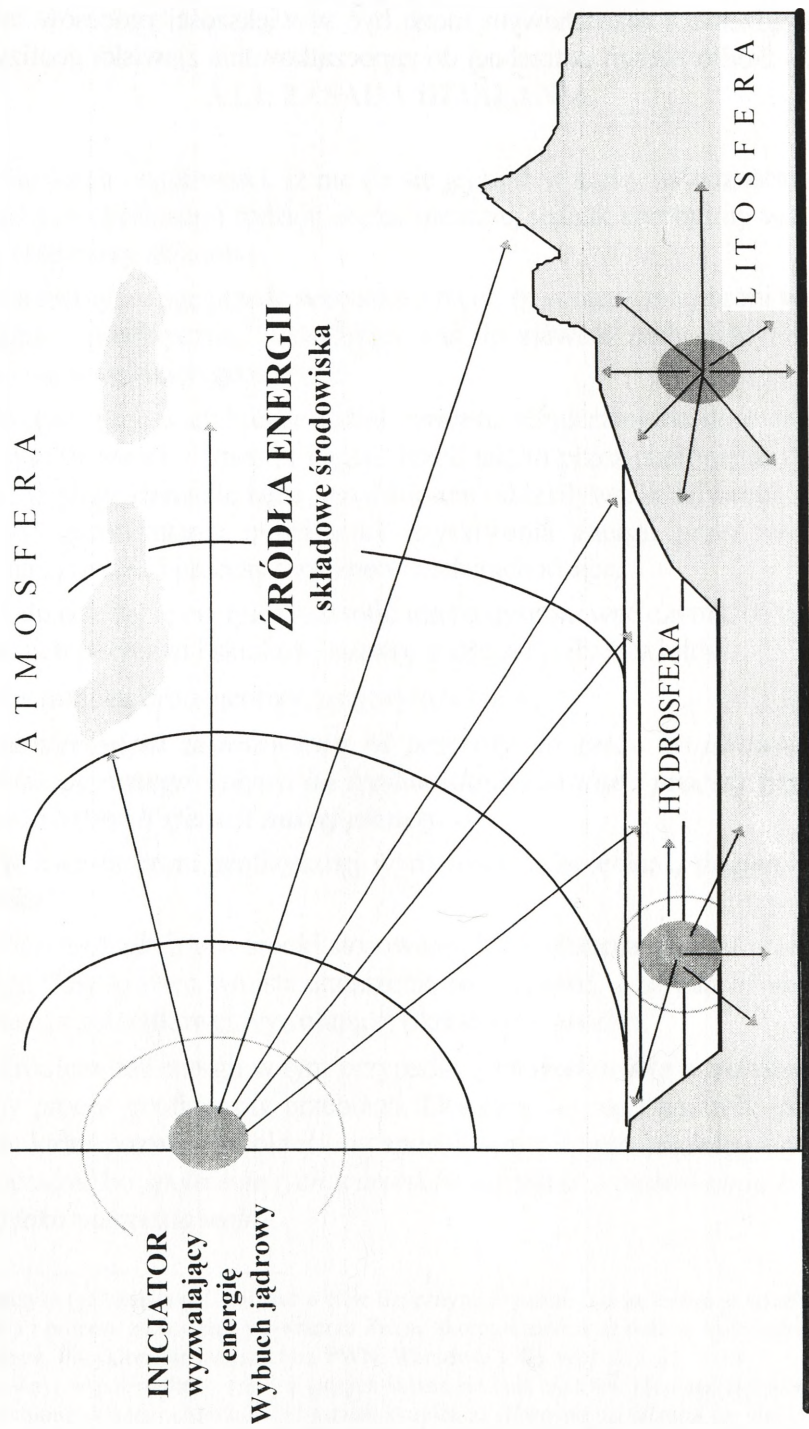 ATMOSFERA
INICJATOR
wyzwalający
energię
Wybuch jądrowy
ŹRÓDŁA ENERGII
składowe środowiska
HYDROSFERA
LITOSFERA